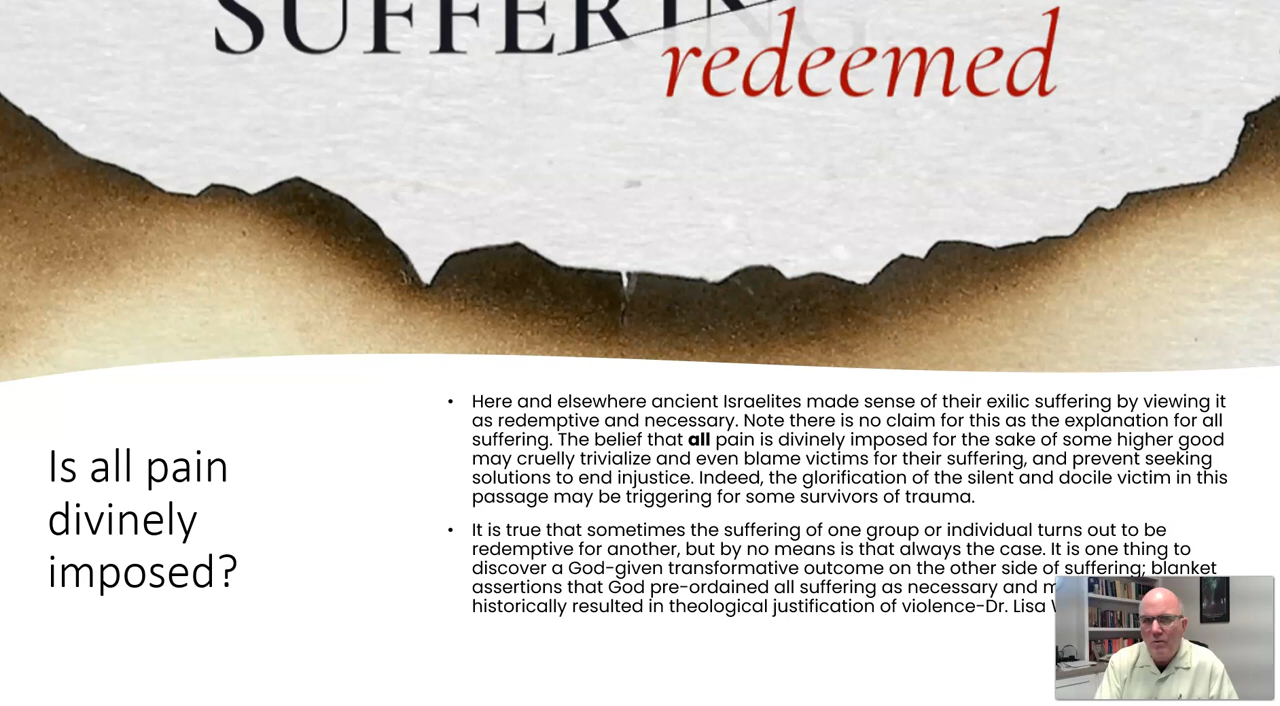 SUFFERING
redeemed
Is all pain
divinely
imposed?
• Here and elsewhere ancient Israelites made sense of their exilic suffering by viewing it
as redemptive and necessary. Note there is no claim for this as the explanation for all
suffering. The belief that all pain is divinely imposed for the sake of some higher good
may cruelly trivialize and even blame victims for their suffering, and prevent seeking
solutions to end injustice. Indeed, the glorification of the silent and docile victim in this
passage may be triggering for some survivors of trauma.
• It is true that sometimes the suffering of one group or individual turns out to be
redemptive for another, but by no means is that always the case. It is one thing to
discover a God-given transformative outcome on the other side of suffering; blanket
assertions that God pre-ordained all suffering as necessary and
historically resulted in theological justification of violence-Dr. Lisa